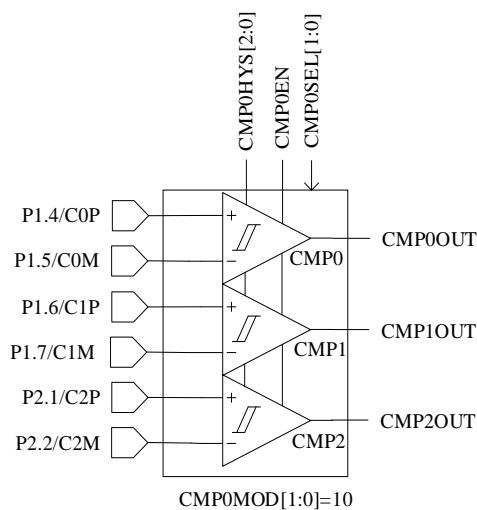 CMP0HYS[2:0]
CMP0EN
CMP0SEL[1:0]
P1.4/C0P
+
CMP0OUT
P1.5/C0M
−
CMP0
P1.6/C1P
+
CMP1OUT
P1.7/C1M
−
CMP1
P2.1/C2P
+
CMP2OUT
P2.2/C2M
−
CMP2
CMP0MOD[1:0]=10